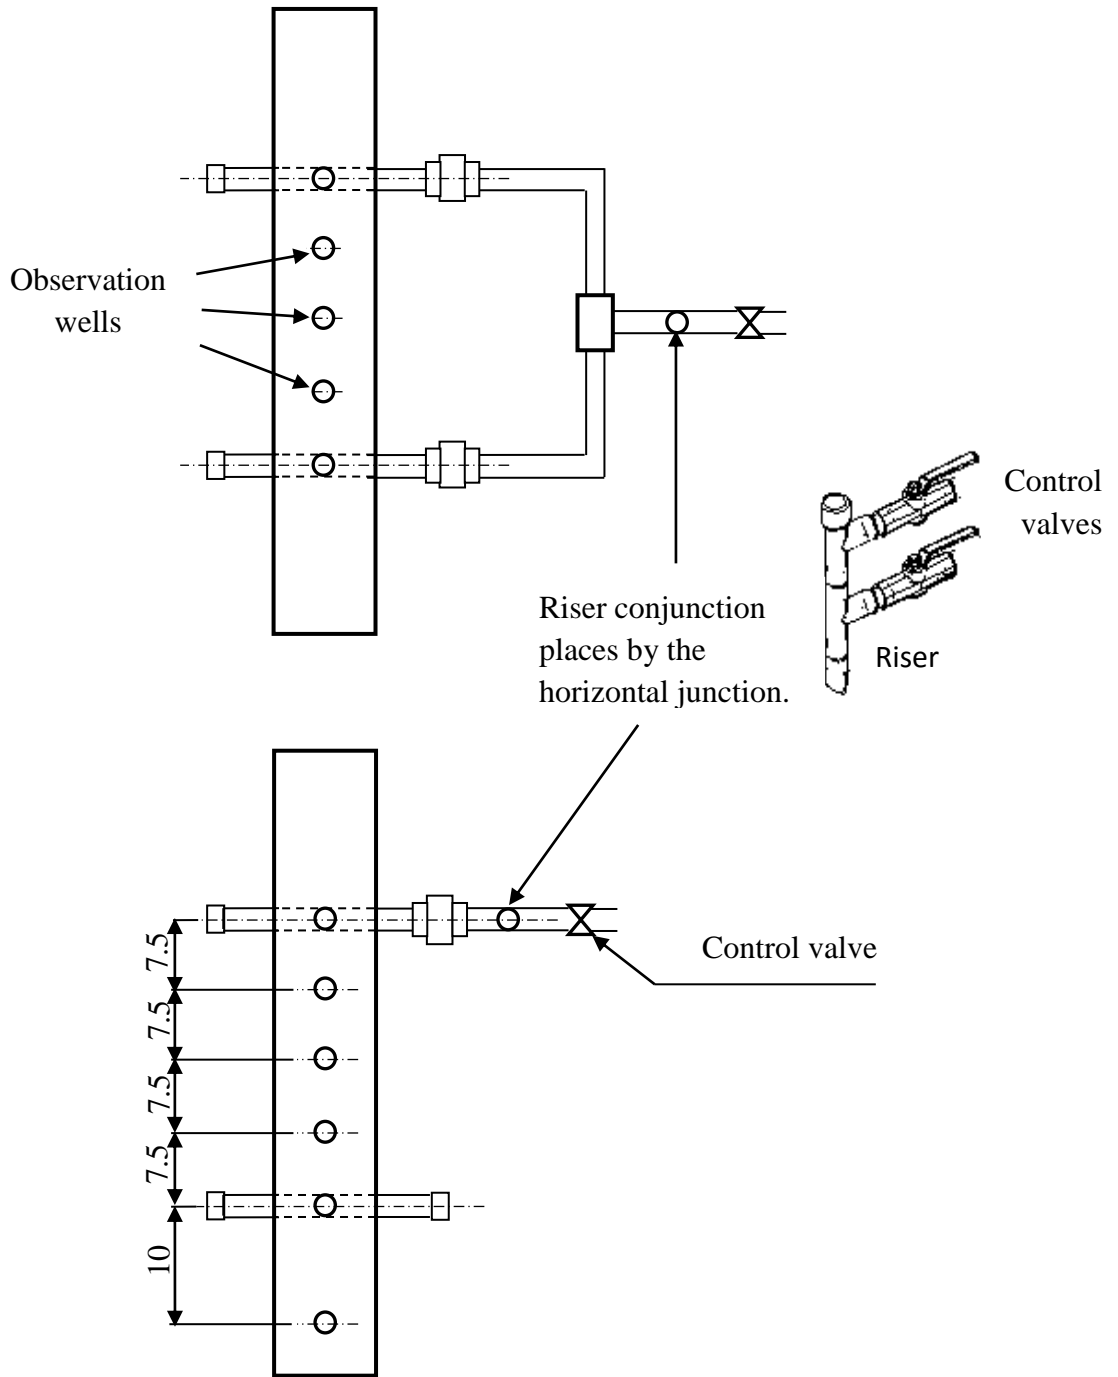 Observation
wells
Control
valves
Riser conjunction
places by the
horizontal junction.
Riser
Control valve
7.5
7.5
7.5
7.5
10